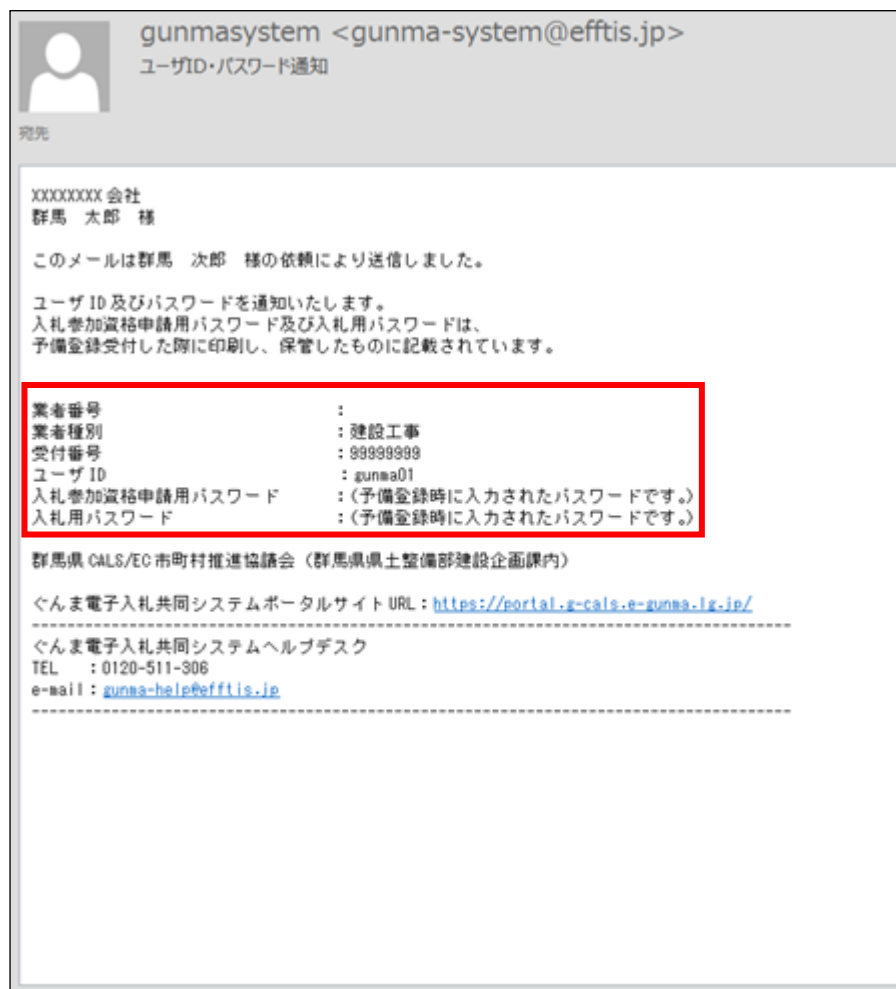 gunmasystem <gunma-system@efftis.jp>
ユーザID・パスワード通知
宛先
XXXXXXXX 会社
群馬　太郎　様
このメールは群馬　次郎　様の依頼により送信しました。
ユーザ ID 及びパスワードを通知いたします。
入札参加資格申請用パスワード及び入札用パスワードは、
予備登録受付した際に印刷し、保管したものに記載されています。
業者番号　：
業者種別　：建設工事
受付番号　：99999999
ユーザ ID　：gunma01
入札参加資格申請用パスワード　：(予備登録時に入力されたパスワードです。)
入札用パスワード　：(予備登録時に入力されたパスワードです。)
群馬県 CALS/EC 市町村推進協議会（群馬県県土整備部建設企画課内）
ぐんま電子入札共同システムポータルサイト URL：https://portal.g-cals.e-gunma.lg.jp/
--------------------------------------------------------------------------------------
ぐんま電子入札共同システムヘルプデスク
TEL　：0120-511-306
e-mail：gunma-help@efftis.jp
--------------------------------------------------------------------------------------